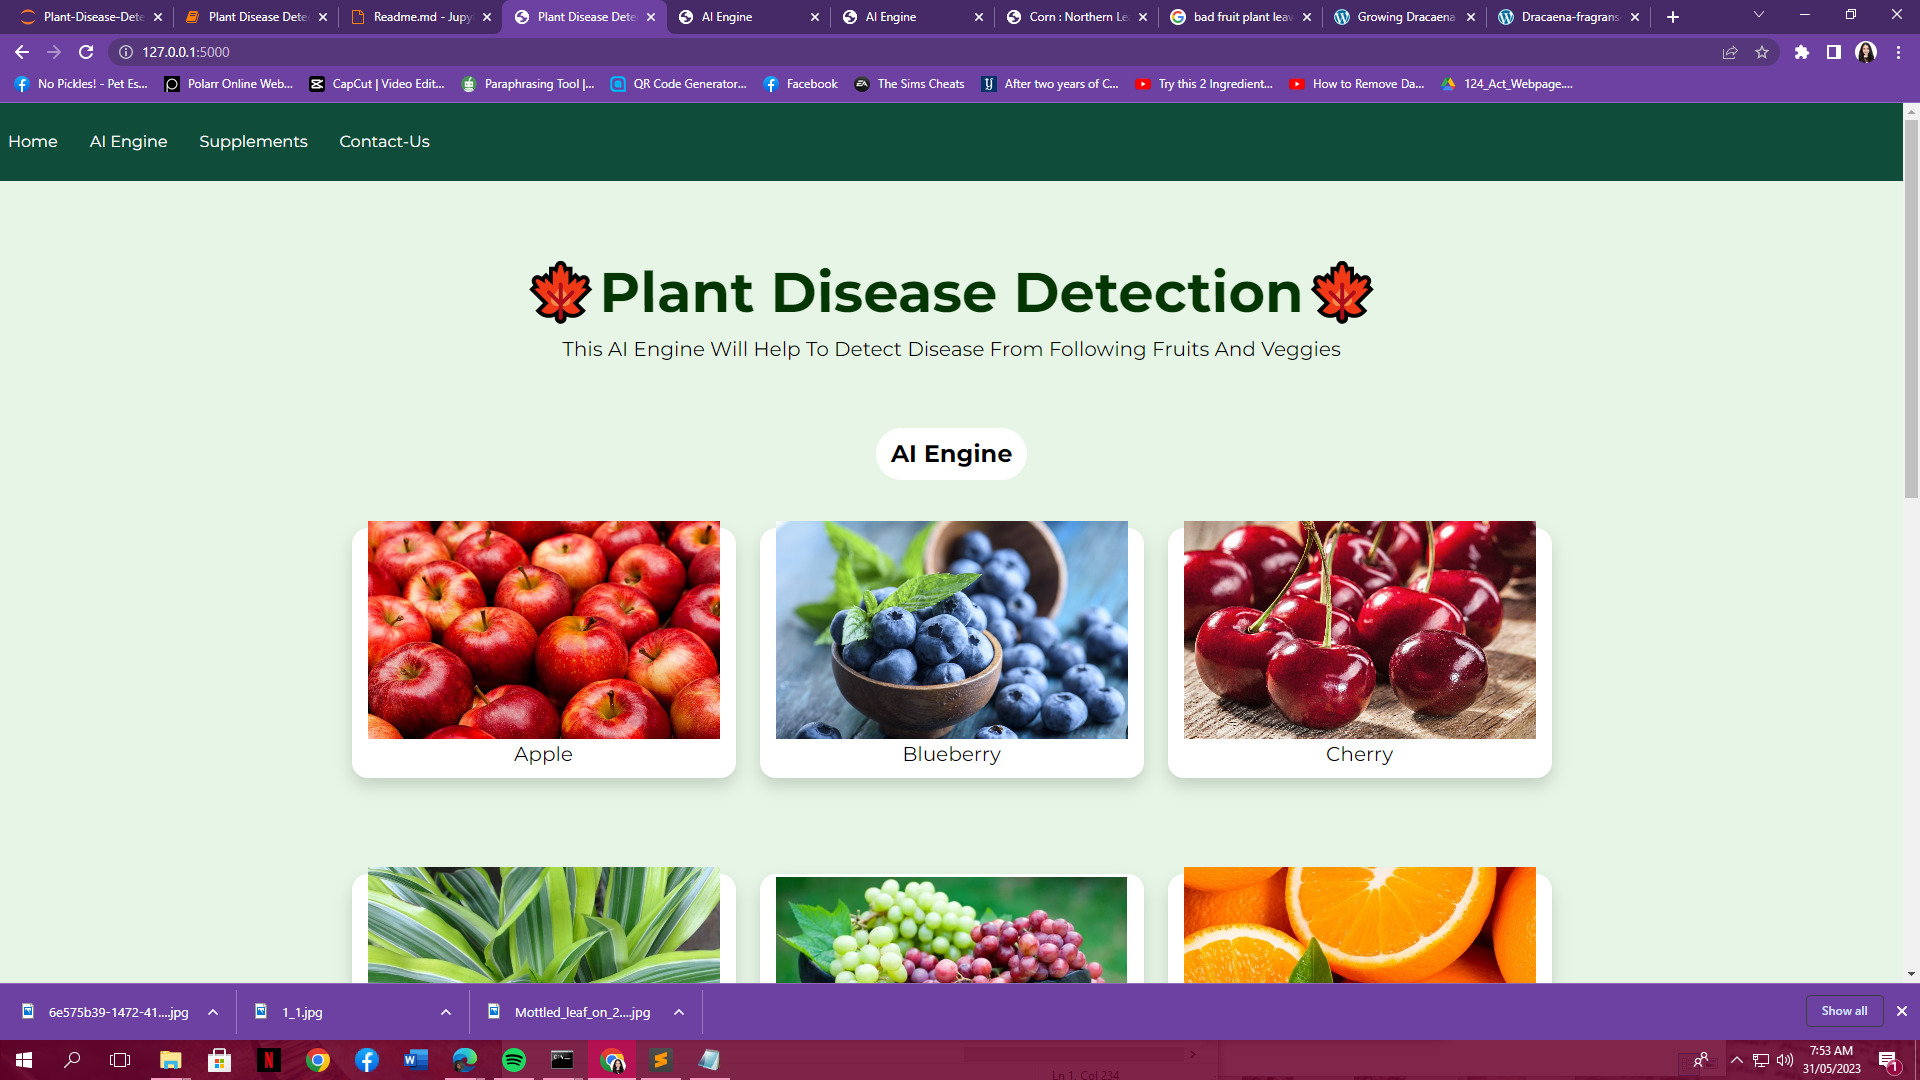 Plant-Disease-Dete
Plant Disease Dete
Readme.md - Jupy
Plant Disease Dete
AI Engine
AI Engine
Corn : Northern Le
bad fruit plant leav
Growing Dracaena
Dracaena-fragrans
127.0.0.1:5000
No Pickles! - Pet Es...
Polarr Online Web...
CapCut | Video Edit...
Paraphrasing Tool |...
QR Code Generator...
Facebook
The Sims Cheats
After two years of C...
Try this 2 Ingredient...
How to Remove Da...
124_Act_Webpage....
Home
AI Engine
Supplements
Contact-Us
Plant Disease Detection
This AI Engine Will Help To Detect Disease From Following Fruits And Veggies
AI Engine
Apple
Blueberry
Cherry
6e575b39-1472-41....jpg
1_1.jpg
Mottled_leaf_on_2....jpg
Show all
Ln 1, Col 234
7:53 AM
31/05/2023
1